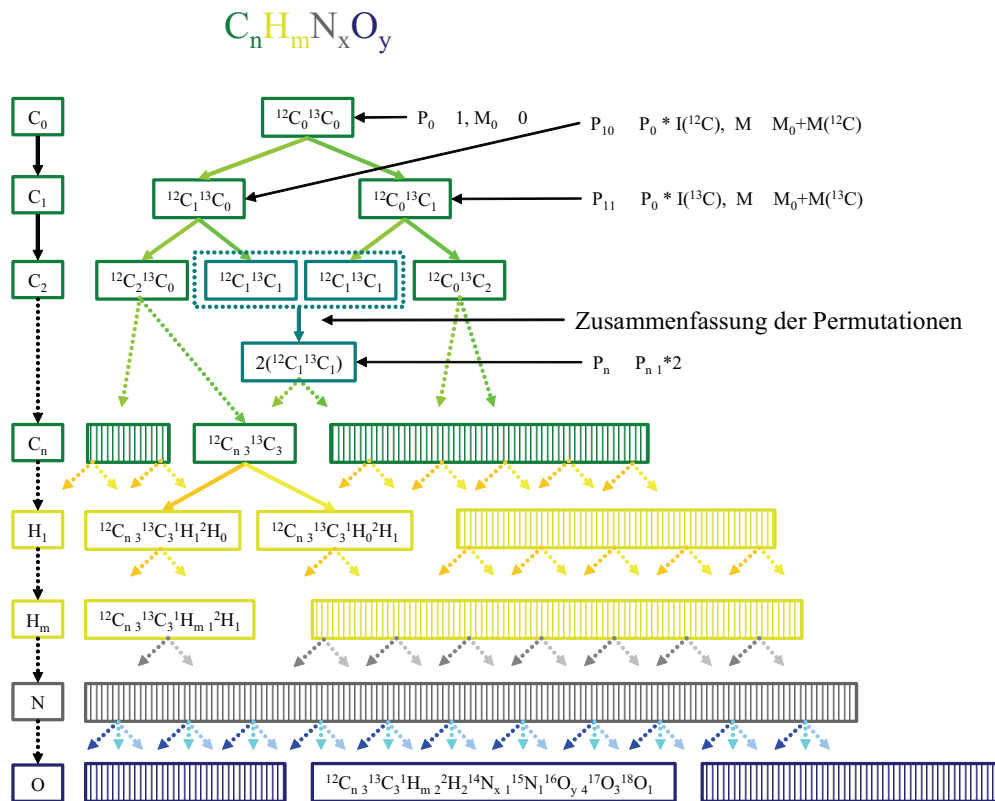 CₙHₘNₓOᵧ
C₀
¹²C₀¹³C₀
P₀ 1, M₀ 0
P₁₀ P₀ * I(¹²C), M M₀+M(¹²C)
C₁
¹²C₁¹³C₀
¹²C₀¹³C₁
P₁₁ P₀ * I(¹³C), M M₀+M(¹³C)
C₂
¹²C₂¹³C₀
¹²C₁¹³C₁
¹²C₁¹³C₁
¹²C₀¹³C₂
Zusammenfassung der Permutationen
2(¹²C₁¹³C₁)
Pₙ Pₙ ₁*2
Cₙ
¹²Cₙ ₃¹³C₃
H₁
¹²Cₙ ₃¹³C₃¹H₁²H₀
¹²Cₙ ₃¹³C₃¹H₀²H₁
Hₘ
¹²Cₙ ₃¹³C₃¹Hₘ ₁²H₁
N
O
¹²Cₙ ₃¹³C₃¹Hₘ ₂²H₂¹⁴Nₓ ₁¹⁵N₁¹⁶Oᵧ ₄¹⁷O₃¹⁸O₁